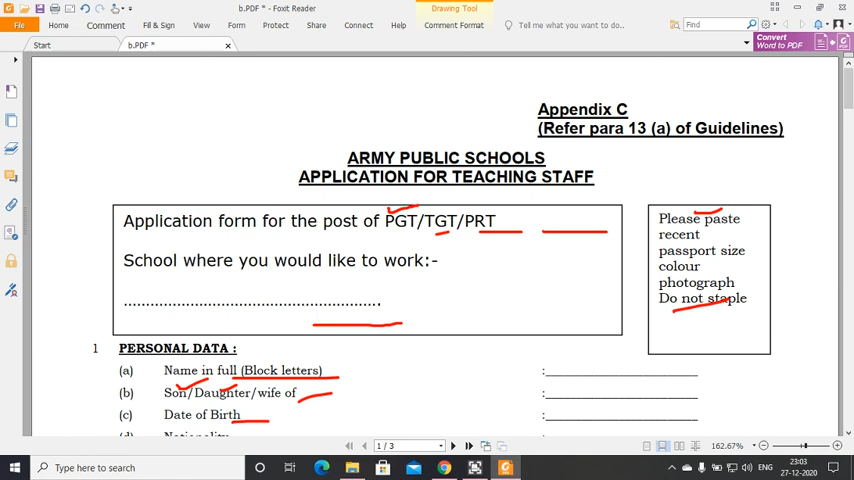 b.PDF * - Foxit Reader
Drawing Tool
File
Home
Comment
Fill & Sign
View
Form
Protect
Share
Connect
Help
Comment Format
Tell me what you want to do...
Find
Start
b.PDF *
Convert
Word to PDF
Appendix C
(Refer para 13 (a) of Guidelines)
ARMY PUBLIC SCHOOLS
APPLICATION FOR TEACHING STAFF
Application form for the post of PGT/TGT/PRT
School where you would like to work:-
..................................................
Please paste
recent
passport size
colour
photograph
Do not staple
1 PERSONAL DATA :
(a) Name in full (Block letters) :____________________
(b) Son/Daughter/wife of :____________________
(c) Date of Birth :____________________
(d) Nationality
1 / 3
162.67%
Type here to search
ENG
23:03
27-12-2020